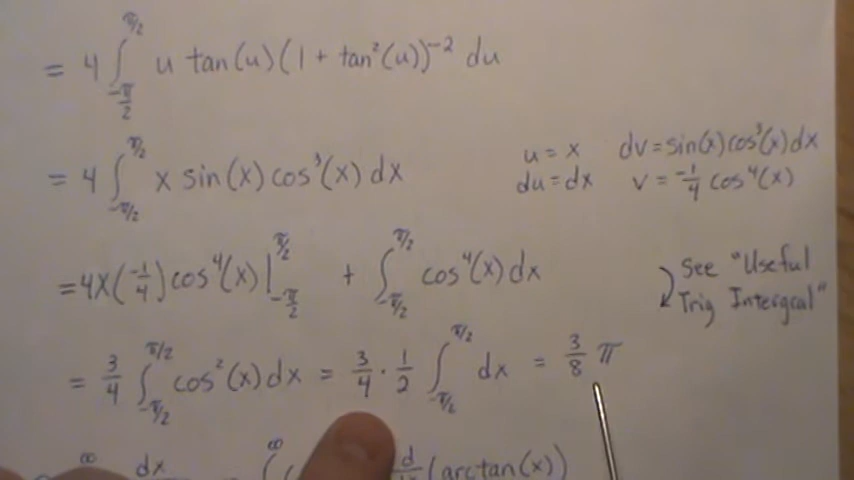 = 4 ∫_{-π/2}^{π/2} u tan(u) (1 + tan²(u))⁻² du
= 4 ∫_{-π/2}^{π/2} x sin(x) cos³(x) dx
u = x dv = sin(x) cos³(x) dx
du = dx v = -1/4 cos⁴(x)
= 4x(-1/4) cos⁴(x) |_{-π/2}^{π/2} + ∫_{-π/2}^{π/2} cos⁴(x) dx
See "Useful
Trig Intergral"
= 3/4 ∫_{-π/2}^{π/2} cos²(x) dx = 3/4 · 1/2 ∫_{-π/2}^{π/2} dx = 3/8 π
∞ dx ∞ d (arctan(x))